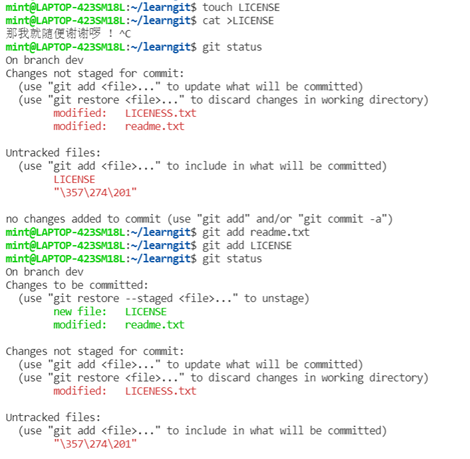 mint@LAPTOP-423SM18L:~/learngit$ touch LICENSE
mint@LAPTOP-423SM18L:~/learngit$ cat >LICENSE
那我就随便谢谢啰 ！^C
mint@LAPTOP-423SM18L:~/learngit$ git status
On branch dev
Changes not staged for commit:
  (use "git add <file>..." to update what will be committed)
  (use "git restore <file>..." to discard changes in working directory)
        modified:   LICENESS.txt
        modified:   readme.txt

Untracked files:
  (use "git add <file>..." to include in what will be committed)
        LICENSE
        "\357\274\201"

no changes added to commit (use "git add" and/or "git commit -a")
mint@LAPTOP-423SM18L:~/learngit$ git add readme.txt
mint@LAPTOP-423SM18L:~/learngit$ git add LICENSE
mint@LAPTOP-423SM18L:~/learngit$ git status
On branch dev
Changes to be committed:
  (use "git restore --staged <file>..." to unstage)
        new file:   LICENSE
        modified:   readme.txt

Changes not staged for commit:
  (use "git add <file>..." to update what will be committed)
  (use "git restore <file>..." to discard changes in working directory)
        modified:   LICENESS.txt

Untracked files:
  (use "git add <file>..." to include in what will be committed)
        "\357\274\201"